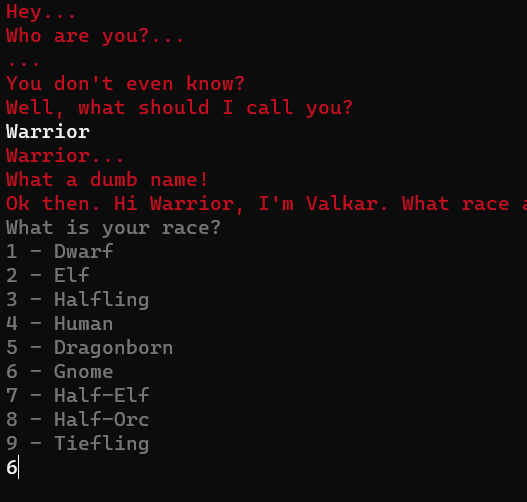 Hey...
Who are you?...
...
You don't even know?
Well, what should I call you?
Warrior
Warrior...
What a dumb name!
Ok then. Hi Warrior, I'm Valkar. What race
What is your race?
1 - Dwarf
2 - Elf
3 - Halfling
4 - Human
5 - Dragonborn
6 - Gnome
7 - Half-Elf
8 - Half-Orc
9 - Tiefling
6